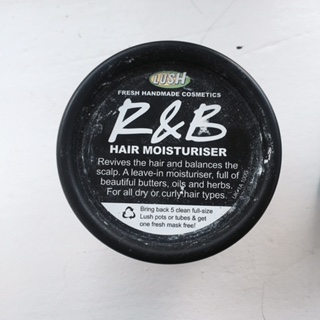 LUSH
FRESH HANDMADE COSMETICS
R&B
HAIR MOISTURISER
Revives the hair and balances the
scalp. A leave-in moisturiser, full of
beautiful butters, oils and herbs.
For all dry or curly hair types.
Bring back 5 clean full-size
Lush pots or tubes & get
one fresh mask free!